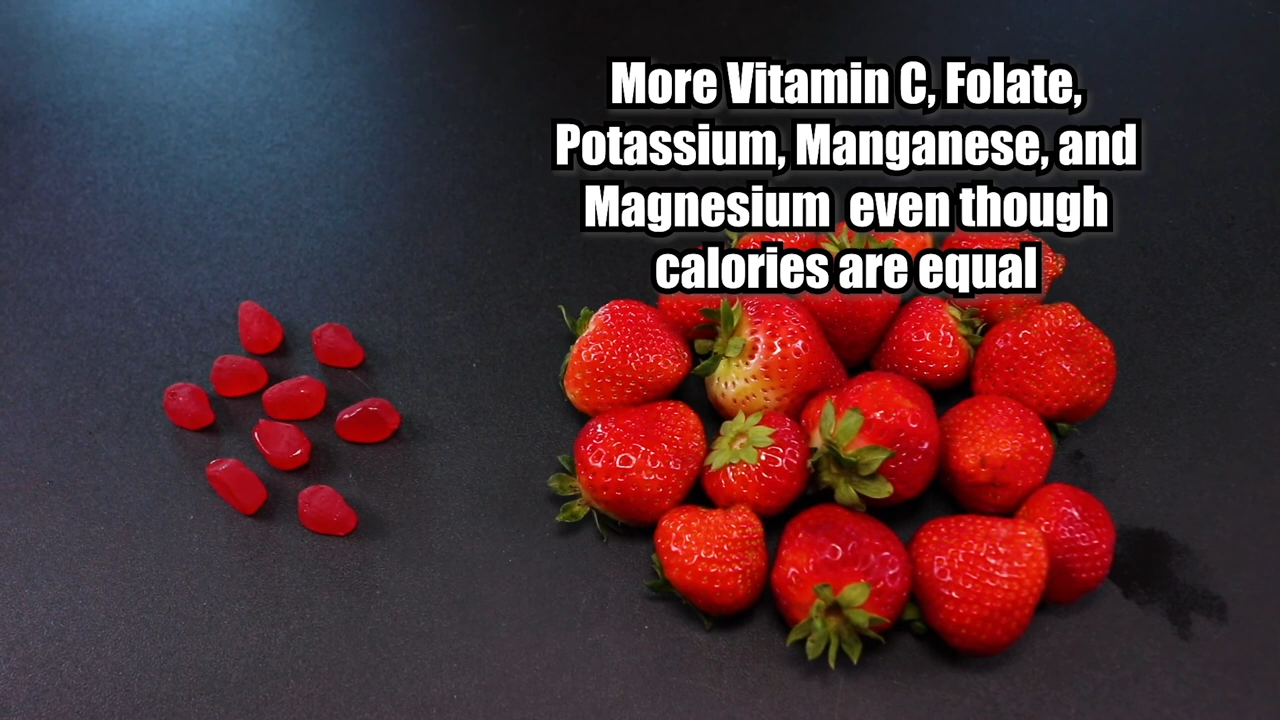 More Vitamin C, Folate,
Potassium, Manganese, and
Magnesium  even though
calories are equal